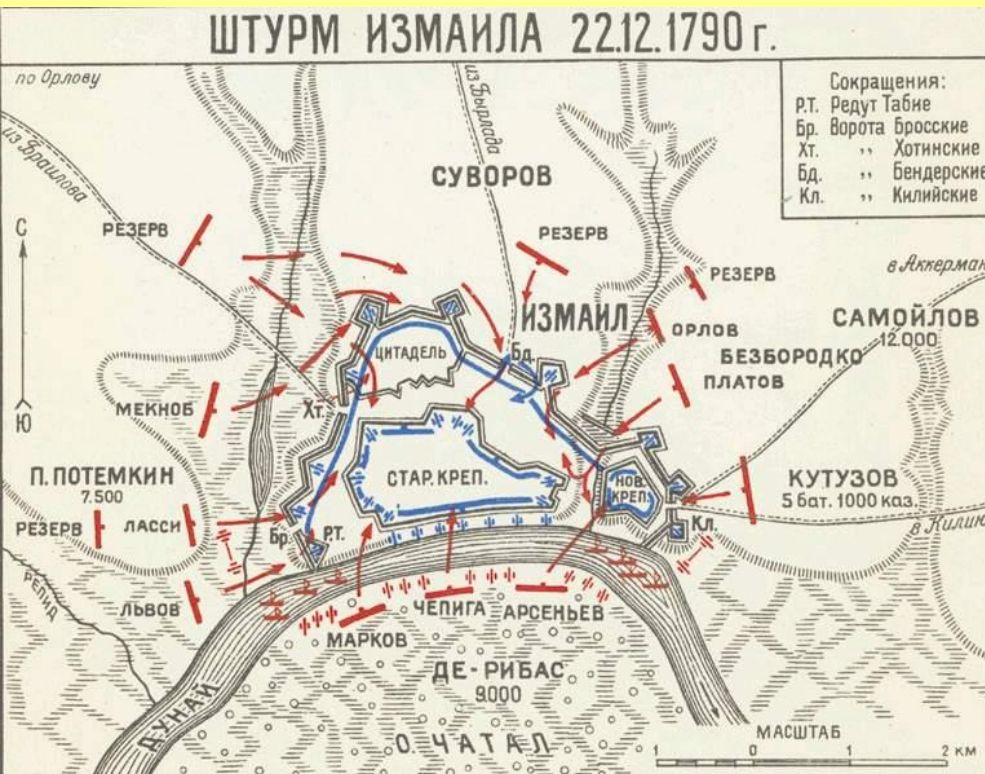 ШТУРМ ИЗМАИЛА 22.12.1790 г.
по Орлову
Сокращения:
Р.Т. Редут Табие
Бр. Ворота Бросские
Хт. ,, Хотинские
Бд. ,, Бендерские
Кл. ,, Килийские
из Браилова
из Бырлада
СУВОРОВ
С
Ю
РЕЗЕРВ
РЕЗЕРВ
РЕЗЕРВ
в Аккерман
ИЗМАИЛ
ОРЛОВ
САМОЙЛОВ
12.000
БЕЗБОРОДКО
ПЛАТОВ
ЦИТАДЕЛЬ
Бд.
МЕКНОБ
Хт.
П. ПОТЕМКИН
7.500
РЕЗЕРВ
ЛАССИ
СТАР. КРЕП.
НОВ.
КРЕП.
КУТУЗОВ
5 бат. 1000 каз.
Бр.
Р.Т.
Кл.
в Килию
РЕПИД
ЛЬВОВ
МАРКОВ
ЧЕПИГА
АРСЕНЬЕВ
ДЕ-РИБАС
9.000
ДУНАЙ
О. ЧАТАЛ
МАСШТАБ
1 0 1 2 КМ